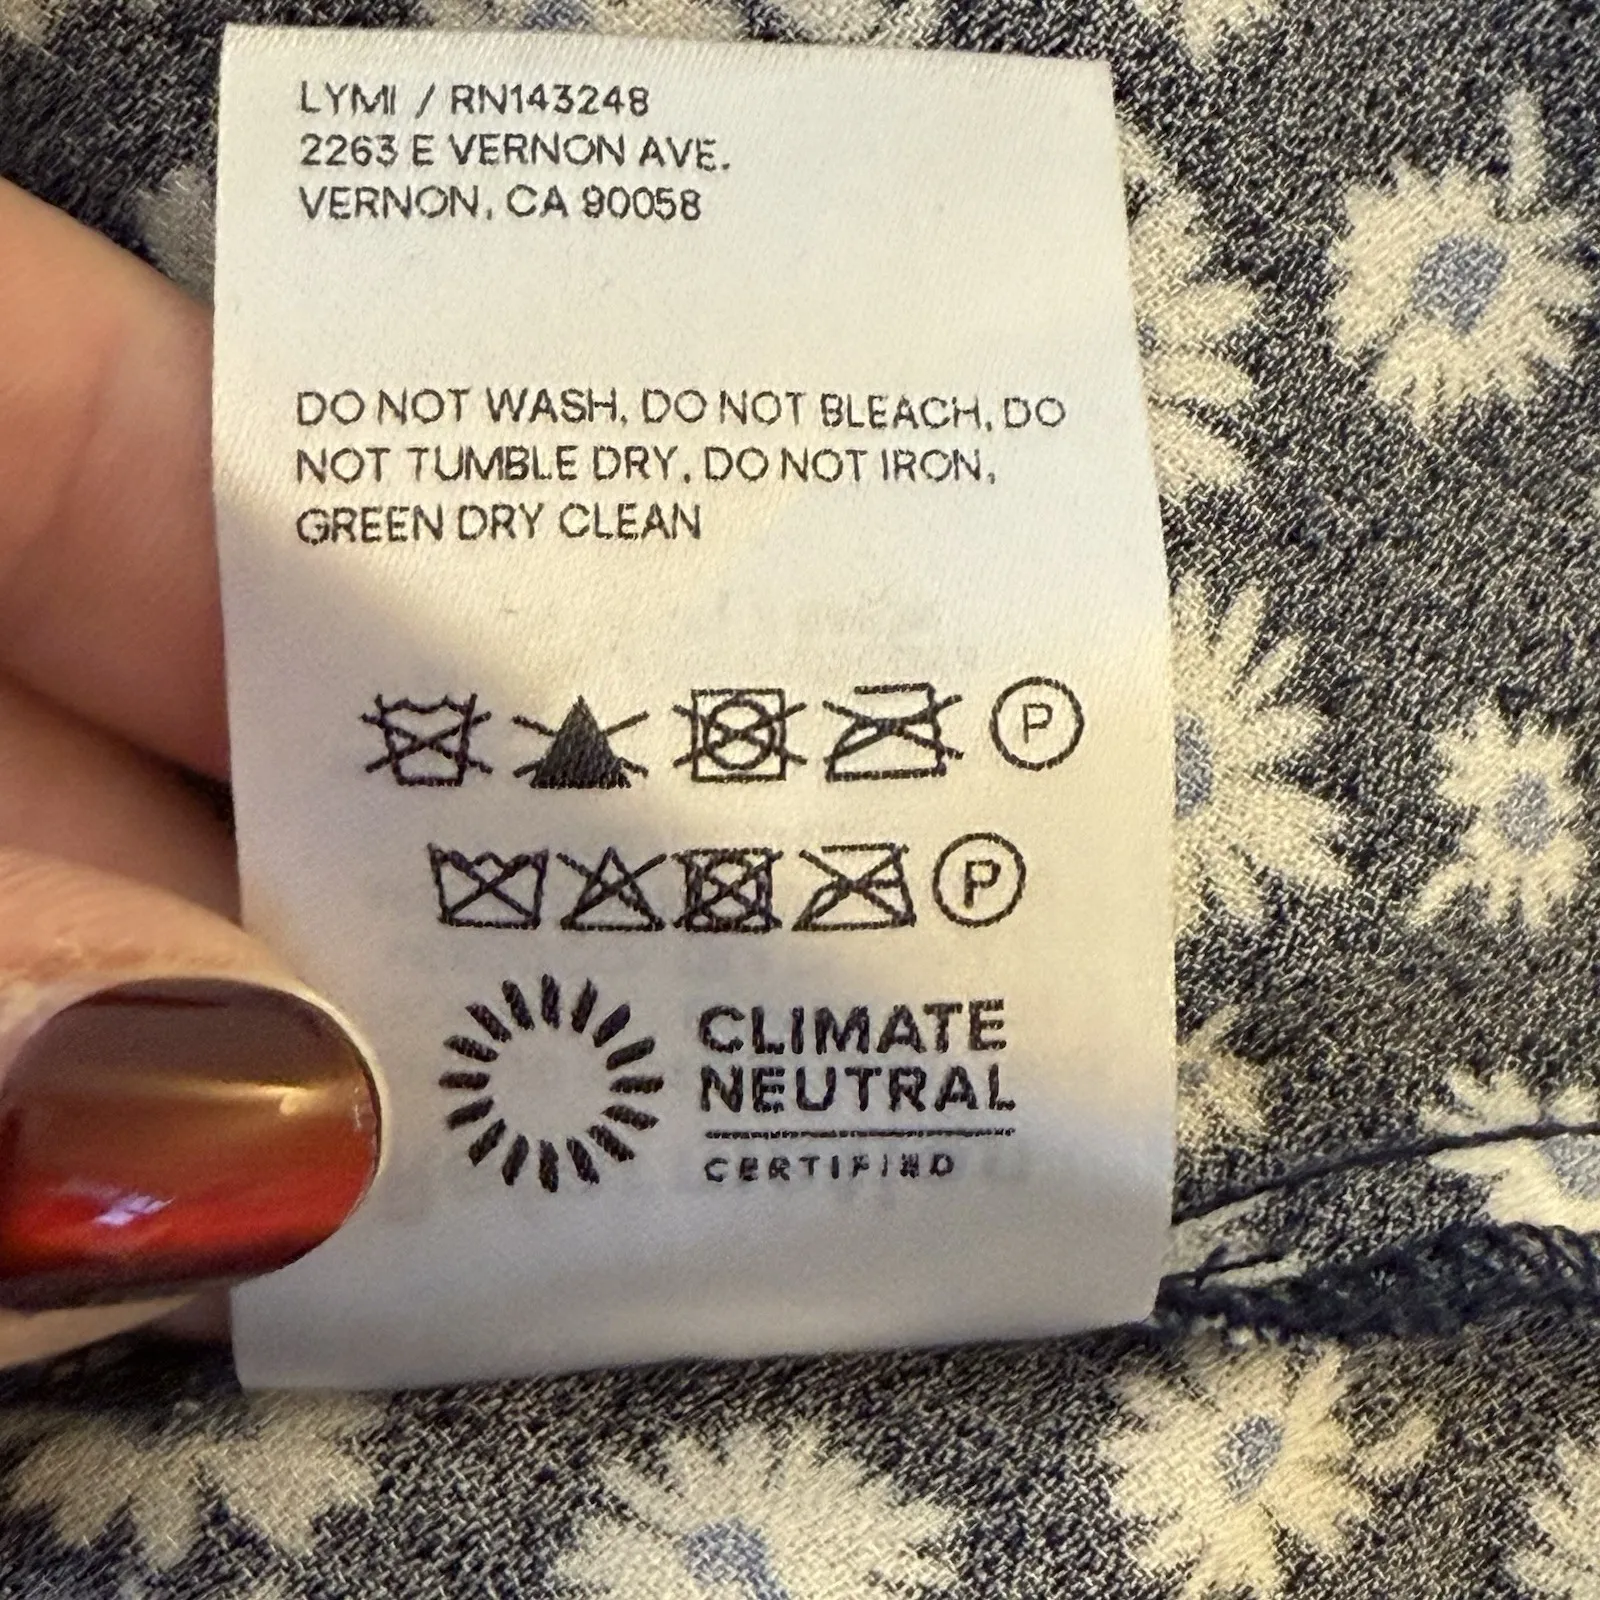 LYMI / RN143248
2263 E VERNON AVE.
VERNON, CA 90058
DO NOT WASH, DO NOT BLEACH, DO
NOT TUMBLE DRY, DO NOT IRON,
GREEN DRY CLEAN
P
P
CLIMATE
NEUTRAL
CERTIFIED